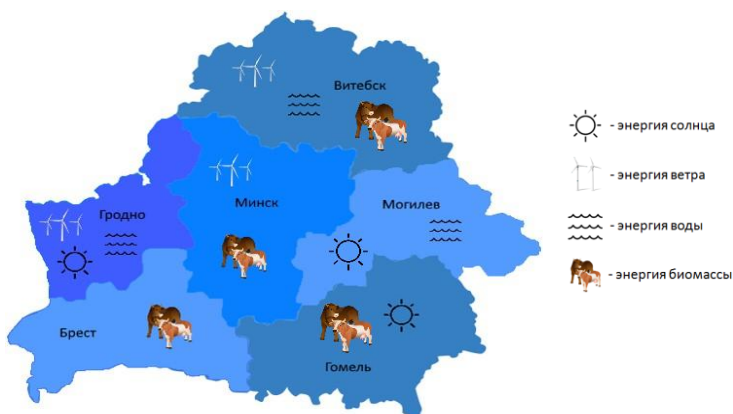 Витебск
Гродно
Минск
Могилев
Брест
Гомель
- энергия солнца
- энергия ветра
- энергия воды
- энергия биомассы